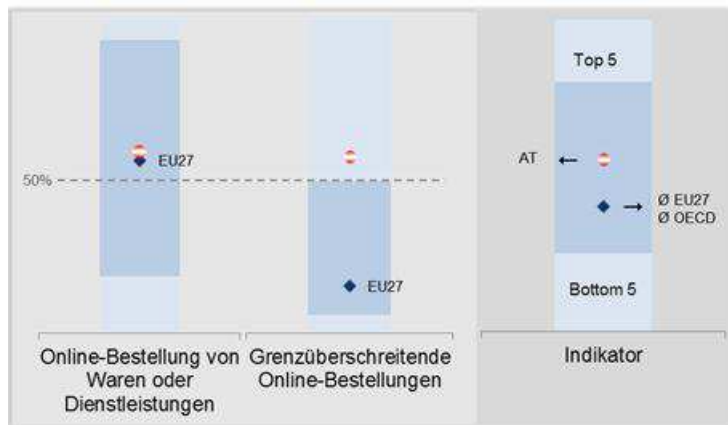 Top 5
EU27
AT
50%
Ø EU27
Ø OECD
EU27
Bottom 5
Online-Bestellung von
Waren oder
Dienstleistungen
Grenzüberschreitende
Online-Bestellungen
Indikator